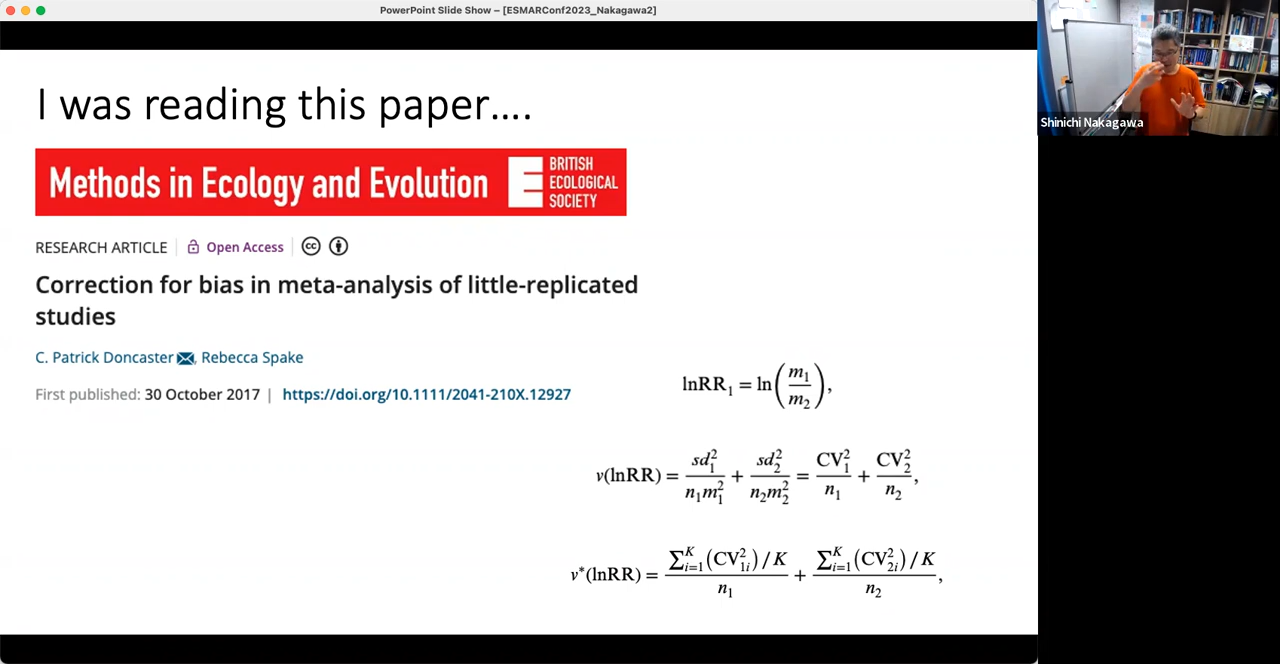 PowerPoint Slide Show – [ESMARConf2023_Nakagawa2]
Shinichi Nakagawa
I was reading this paper....
Methods in Ecology and Evolution
BRITISH
ECOLOGICAL
SOCIETY
RESEARCH ARTICLE | Open Access | cc
Correction for bias in meta-analysis of little-replicated
studies
C. Patrick Doncaster, Rebecca Spake
First published: 30 October 2017 | https://doi.org/10.1111/2041-210X.12927
lnRR₁ = ln(m₁/m₂),
v(lnRR) = sd₁²/(n₁m₁²) + sd₂²/(n₂m₂²) = CV₁²/n₁ + CV₂²/n₂,
v*(lnRR) = (∑ᵢ₌₁ᴷ(CV₁ᵢ²)/K)/n₁ + (∑ᵢ₌₁ᴷ(CV₂ᵢ²)/K)/n₂,